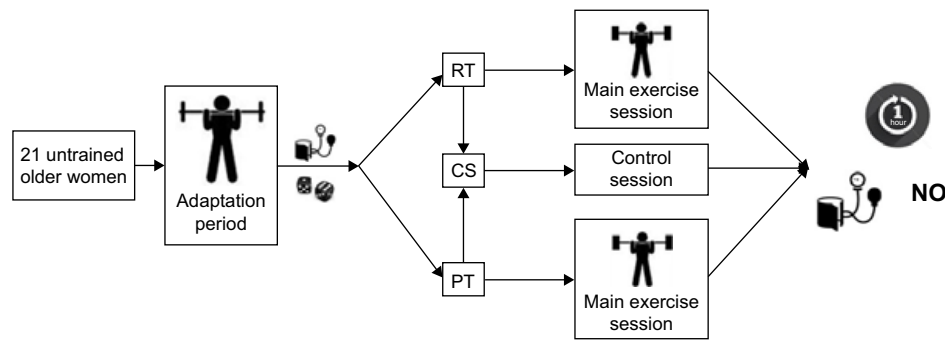 21 untrained
older women
Adaptation
period
RT
CS
PT
Main exercise
session
Control
session
Main exercise
session
1
hour
NO